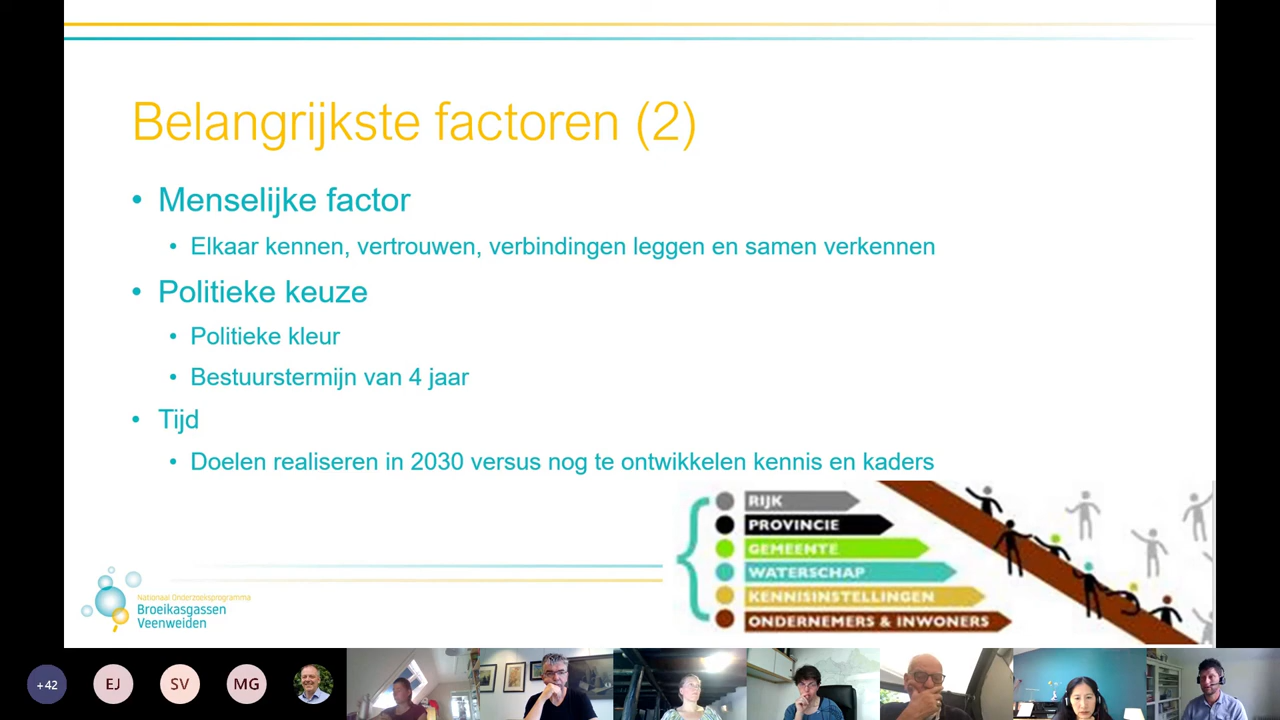 Belangrijkste factoren (2)
• Menselijke factor
• Elkaar kennen, vertrouwen, verbindingen leggen en samen verkennen
• Politieke keuze
• Politieke kleur
• Bestuurstermijn van 4 jaar
• Tijd
• Doelen realiseren in 2030 versus nog te ontwikkelen kennis en kaders
RIJK
PROVINCIE
GEMEENTE
WATERSCHAP
KENNISINSTELLINGEN
ONDERNEMERS & INWONERS
Nationaal Onderzoeksprogramma
Broeikasgassen
Veenweiden
+42
EJ
SV
MG